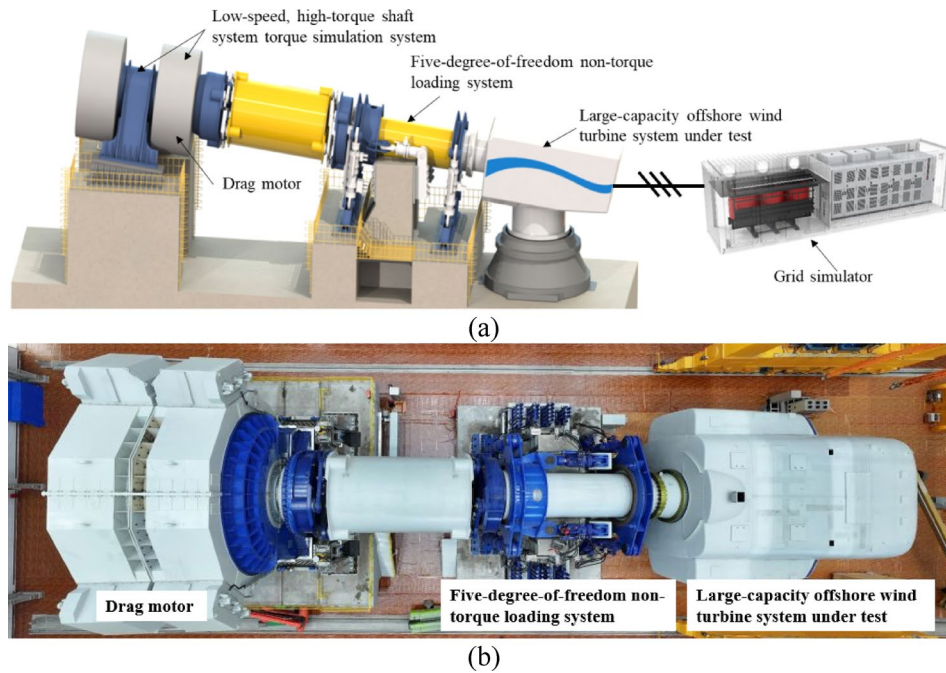 Low-speed, high-torque shaft
system torque simulation system
Five-degree-of-freedom non-torque
loading system
Large-capacity offshore wind
turbine system under test
Drag motor
Grid simulator
(a)
Drag motor
Five-degree-of-freedom non-
torque loading system
Large-capacity offshore wind
turbine system under test
(b)